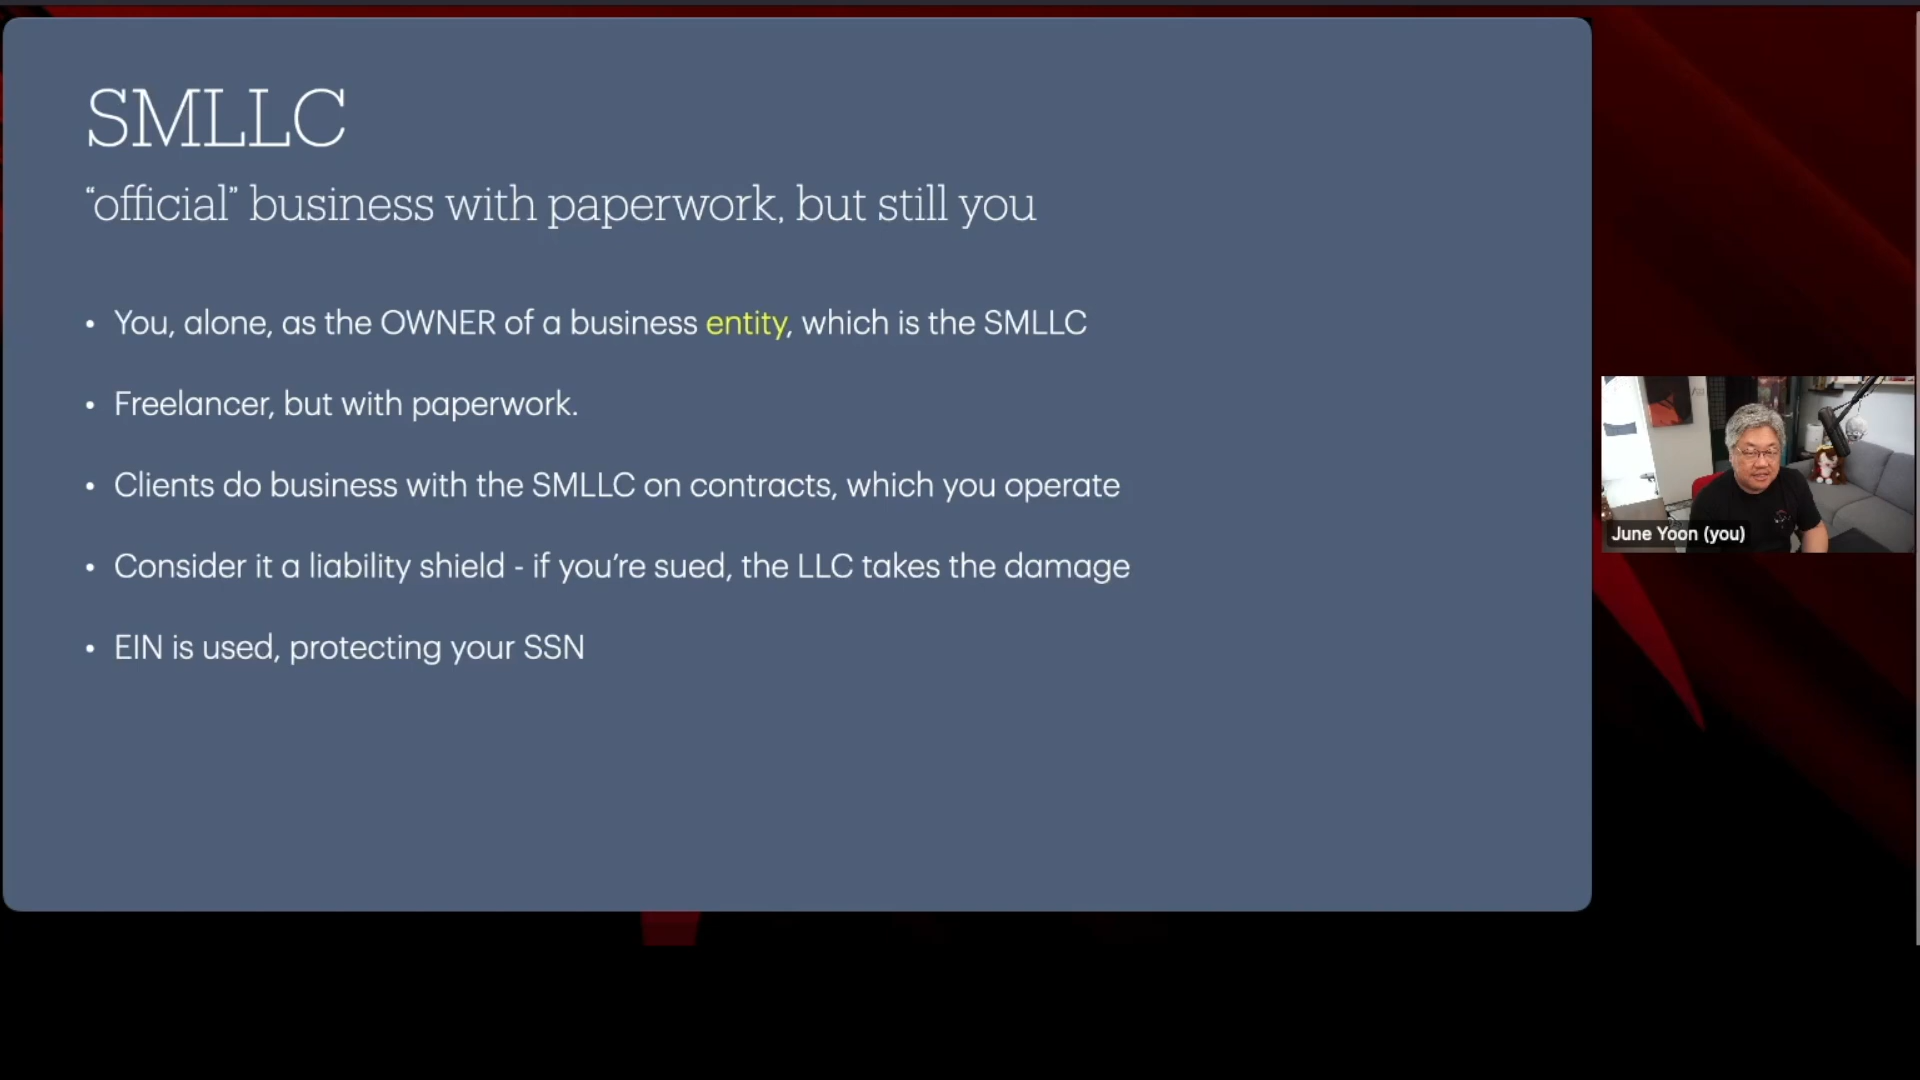 SMLLC
“official” business with paperwork, but still you
• You, alone, as the OWNER of a business entity, which is the SMLLC
• Freelancer, but with paperwork.
• Clients do business with the SMLLC on contracts, which you operate
• Consider it a liability shield - if you’re sued, the LLC takes the damage
• EIN is used, protecting your SSN
June Yoon (you)